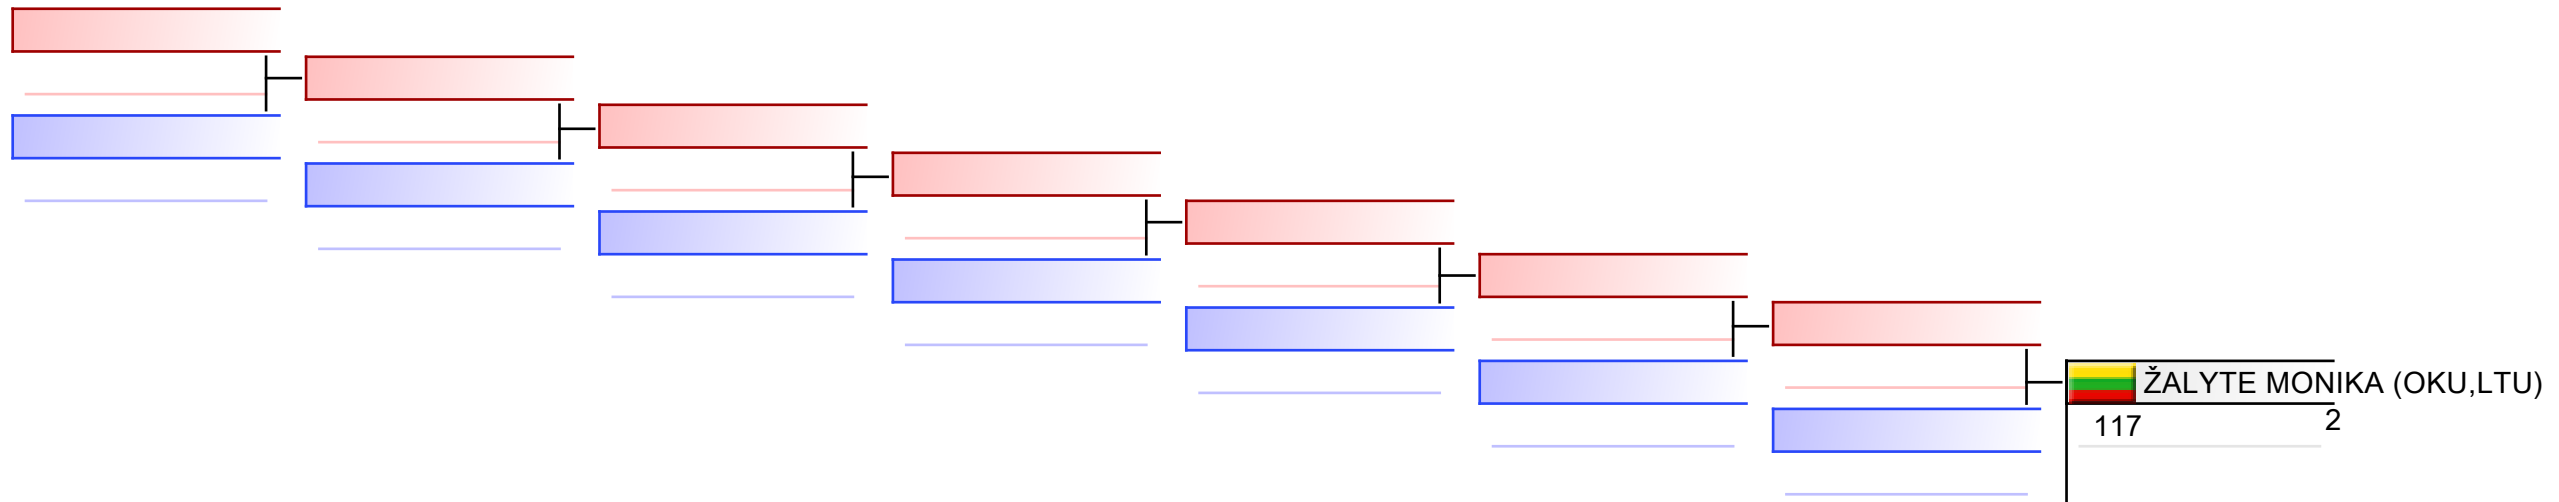 ŽALYTE MONIKA (OKU,LTU)
117 2